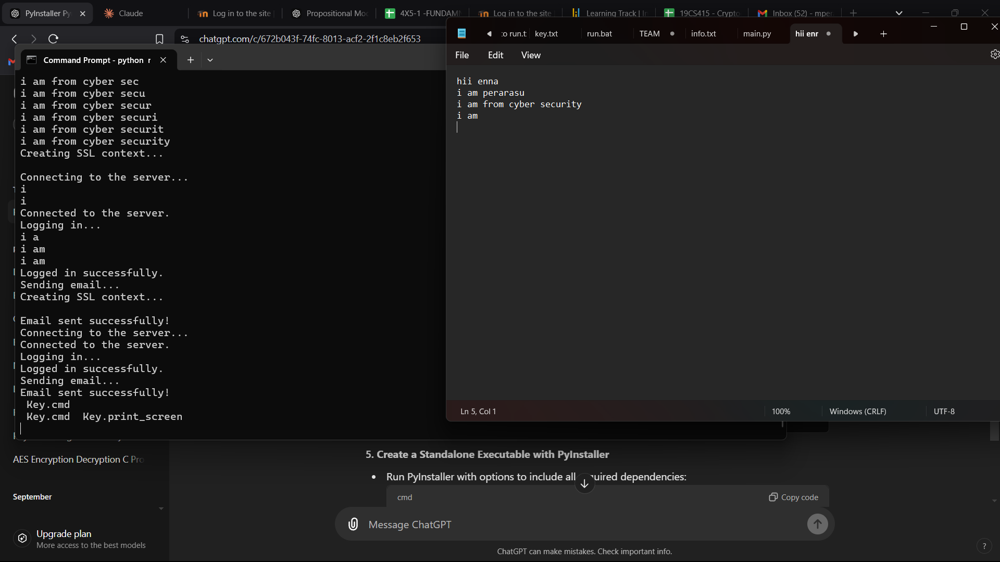 PyInstaller Py
Claude
Log in to the site
Propositional Mo
4X5-1 -FUNDAM
Log in to the site
Learning Track | I
19CS415 - Crypto
Inbox (52) - mper
chatgpt.com/c/672b043f-74fc-8013-acf2-2f1c8eb2f653
Command Prompt - python r
i am from cyber sec
i am from cyber secu
i am from cyber secur
i am from cyber securi
i am from cyber securit
i am from cyber security
Creating SSL context...
Connecting to the server...
i
i
Connected to the server.
Logging in...
i a
i am
i am
Logged in successfully.
Sending email...
Creating SSL context...
Email sent successfully!
Connecting to the server...
Connected to the server.
Logging in...
Logged in successfully.
Sending email...
Email sent successfully!
Key.cmd
Key.cmd Key.print_screen
:o run.t
key.txt
run.bat
TEAM
info.txt
main.py
hii enr
File Edit View
hii enna
i am perarasu
i am from cyber security
i am
Ln 5, Col 1
100%
Windows (CRLF)
UTF-8
AES Encryption Decryption C Pro
September
Upgrade plan
More access to the best models
5. Create a Standalone Executable with PyInstaller
• Run PyInstaller with options to include all uired dependencies:
cmd
Copy code
Message ChatGPT
ChatGPT can make mistakes. Check important info.
?